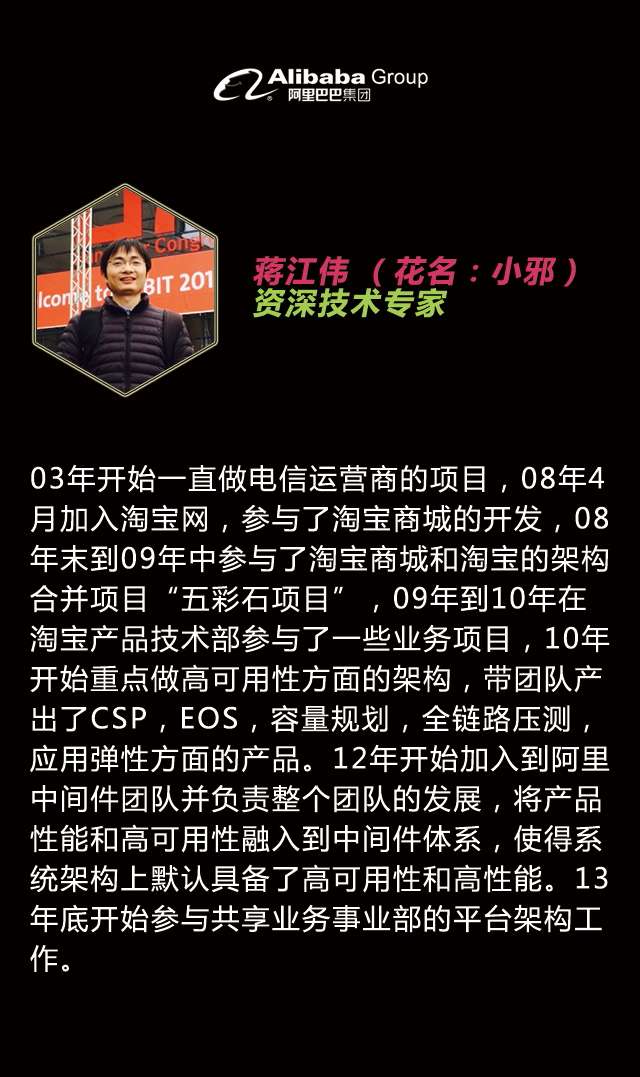 Alibaba Group
阿里巴巴集团
Cong
lcome to
BIT 201
蒋江伟 （花名：小邪）
资深技术专家
03年开始一直做电信运营商的项目，08年4
月加入淘宝网，参与了淘宝商城的开发，08
年末到09年中参与了淘宝商城和淘宝的架构
合并项目“五彩石项目”，09年到10年在
淘宝产品技术部参与了一些业务项目，10年
开始重点做高可用性方面的架构，带团队产
出了CSP，EOS，容量规划，全链路压测，
应用弹性方面的产品。12年开始加入到阿里
中间件团队并负责整个团队的发展，将产品
性能和高可用性融入到中间件体系，使得系
统架构上默认具备了高可用性和高性能。13
年底开始参与共享业务事业部的平台架构工
作。